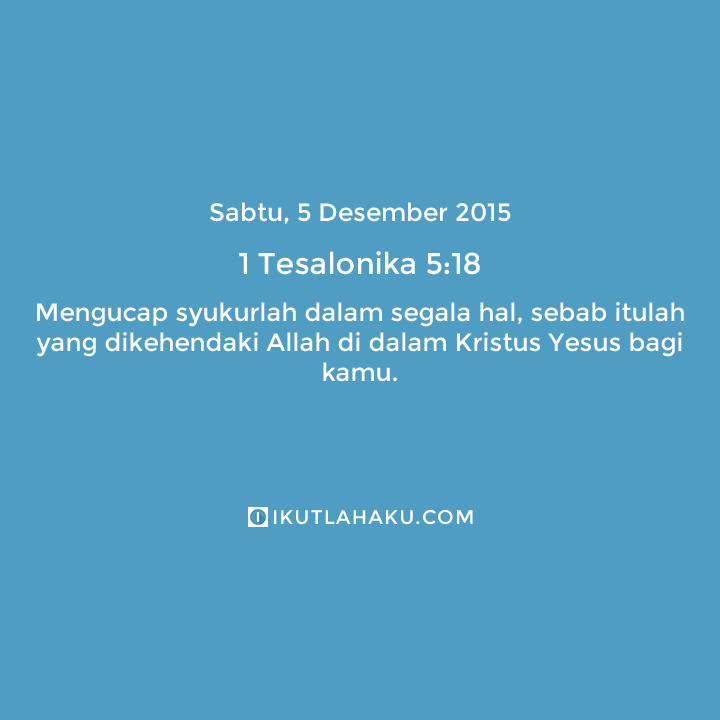 Sabtu, 5 Desember 2015
1 Tesalonika 5:18
Mengucap syukurlah dalam segala hal, sebab itulah
yang dikehendaki Allah di dalam Kristus Yesus bagi
kamu.
IKUTLAHAKU.COM